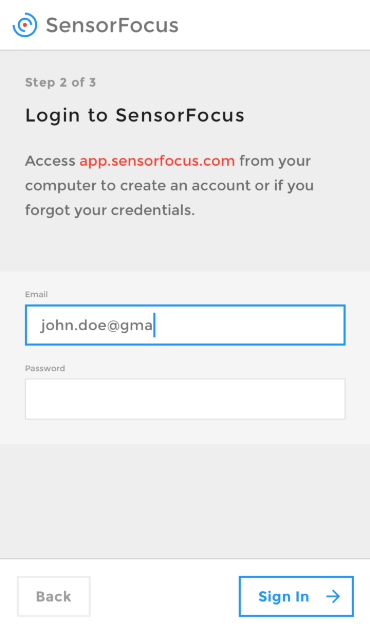 SensorFocus
Step 2 of 3
Login to SensorFocus
Access app.sensorfocus.com from your
computer to create an account or if you
forgot your credentials.
Email
john.doe@gma
Password
Back
Sign In